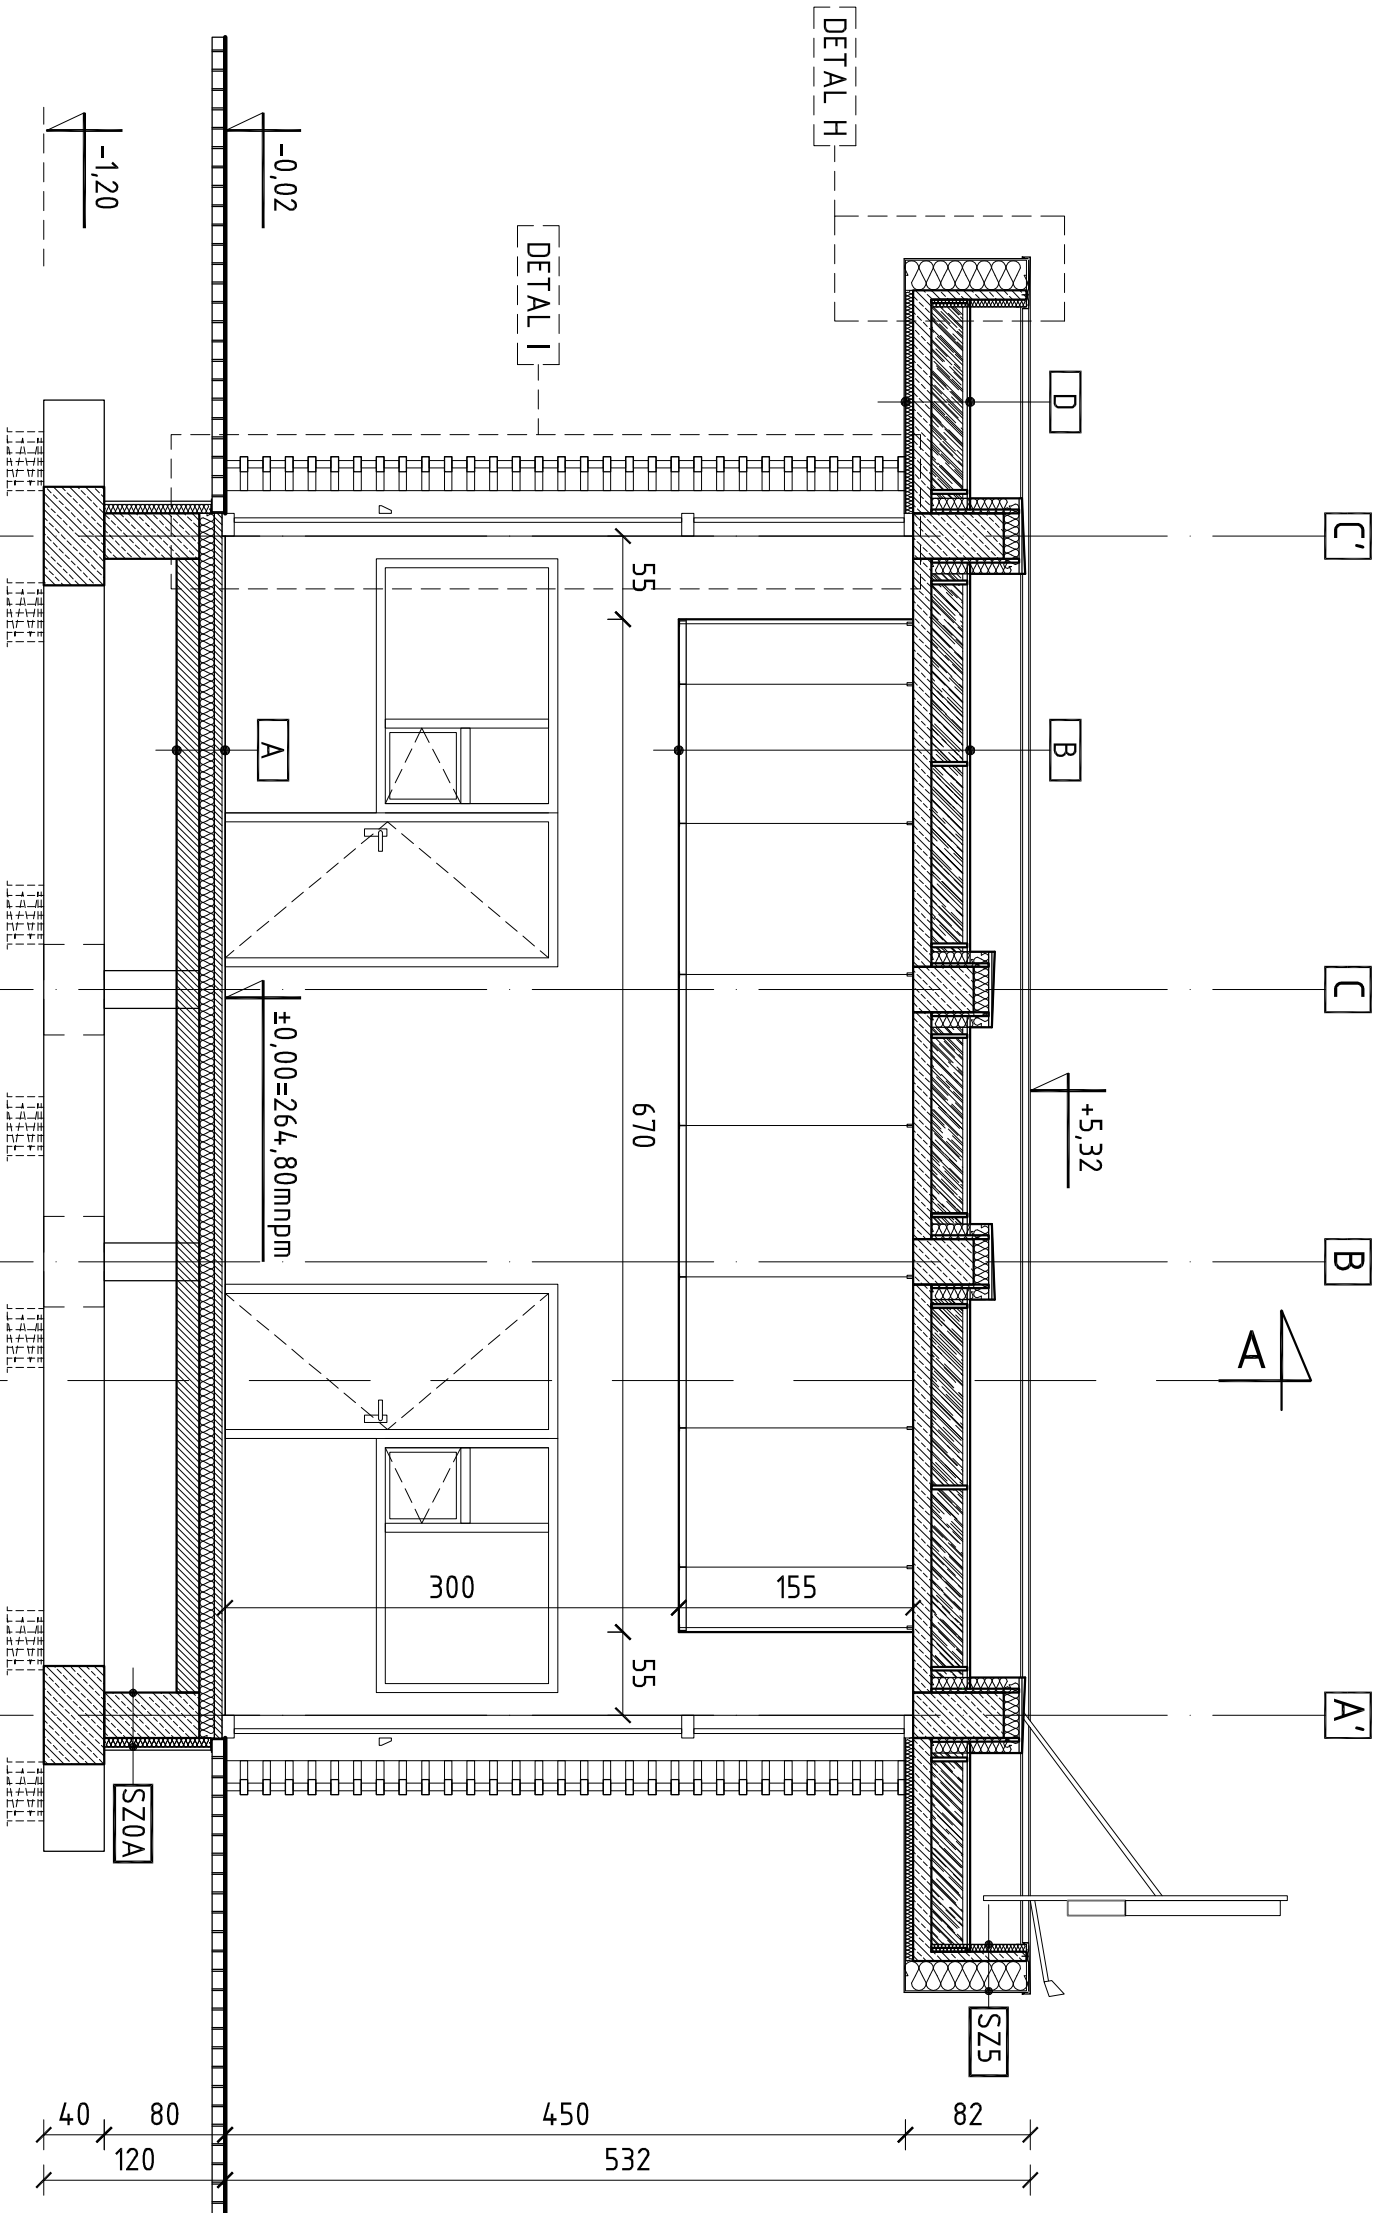 C'
C
B
A'
A
DETAL H
D
B
+5,32
SZ5
82
DETAL I
155
55
670
55
300
450
532
-0,02
A
±0,00=264,80mnpm
-1,20
SZ0A
80
40
120